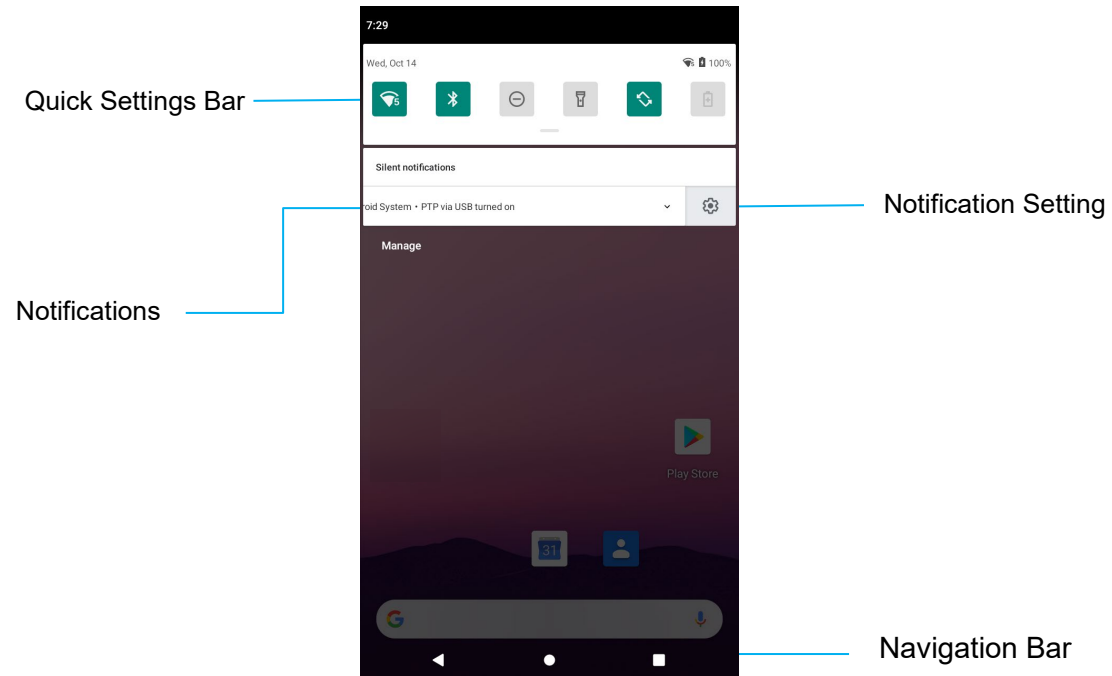 7:29
Wed, Oct 14
100%
5
Quick Settings Bar
Silent notifications
roid System • PTP via USB turned on
Notification Setting
Manage
Notifications
Play Store
31
G
Navigation Bar